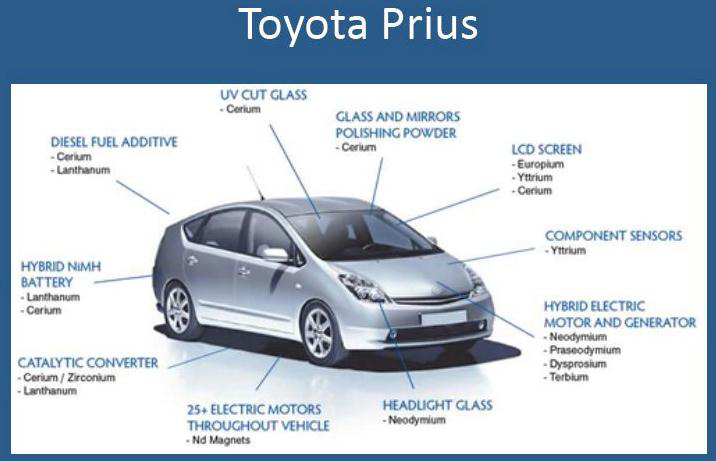 Toyota Prius
UV CUT GLASS
- Cerium
GLASS AND MIRRORS
POLISHING POWDER
- Cerium
DIESEL FUEL ADDITIVE
- Cerium
- Lanthanum
LCD SCREEN
- Europium
- Yttrium
- Cerium
COMPONENT SENSORS
- Yttrium
HYBRID NiMH
BATTERY
- Lanthanum
- Cerium
HYBRID ELECTRIC
MOTOR AND GENERATOR
- Neodymium
- Praseodymium
- Dysprosium
- Terbium
CATALYTIC CONVERTER
- Cerium / Zirconium
- Lanthanum
25+ ELECTRIC MOTORS
THROUGHOUT VEHICLE
- Nd Magnets
HEADLIGHT GLASS
- Neodymium